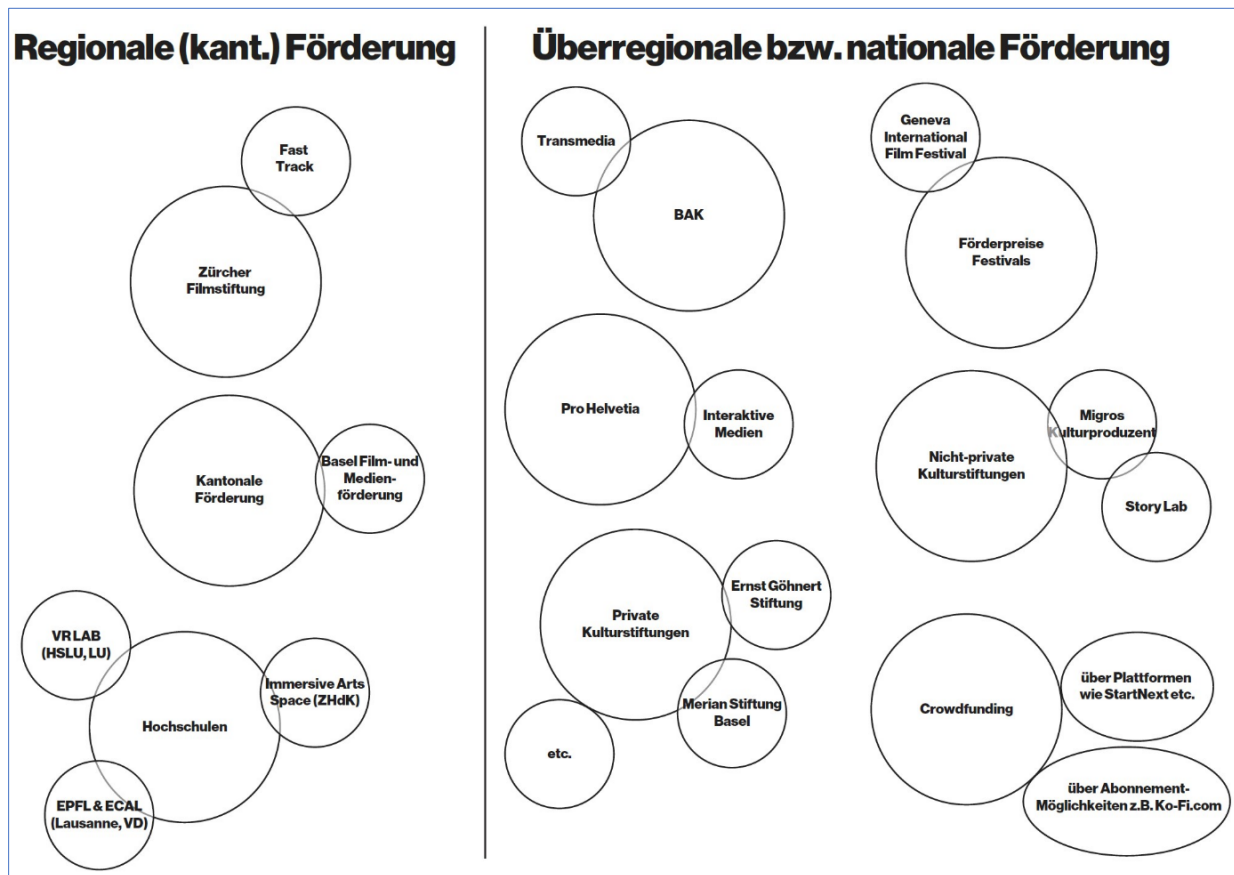 Regionale (kant.) Förderung
Fast
Track
Zürcher
Filmstiftung
Kantonale
Förderung
Basel Film- und
Medien-
förderung
VR LAB
(HSLU, LU)
Immersive Arts
Space (ZHdK)
Hochschulen
EPFL & ECAL
(Lausanne, VD)
Überregionale bzw. nationale Förderung
Transmedia
BAK
Geneva
International
Film Festival
Förderpreise
Festivals
Pro Helvetia
Interaktive
Medien
Nicht-private
Kulturstiftungen
Migros
Kulturproduzent
Story Lab
Private
Kulturstiftungen
Ernst Göhnert
Stiftung
Merian Stiftung
Basel
etc.
Crowdfunding
über Plattformen
wie StartNext etc.
über Abonnement-
Möglichkeiten z.B. Ko-Fi.com